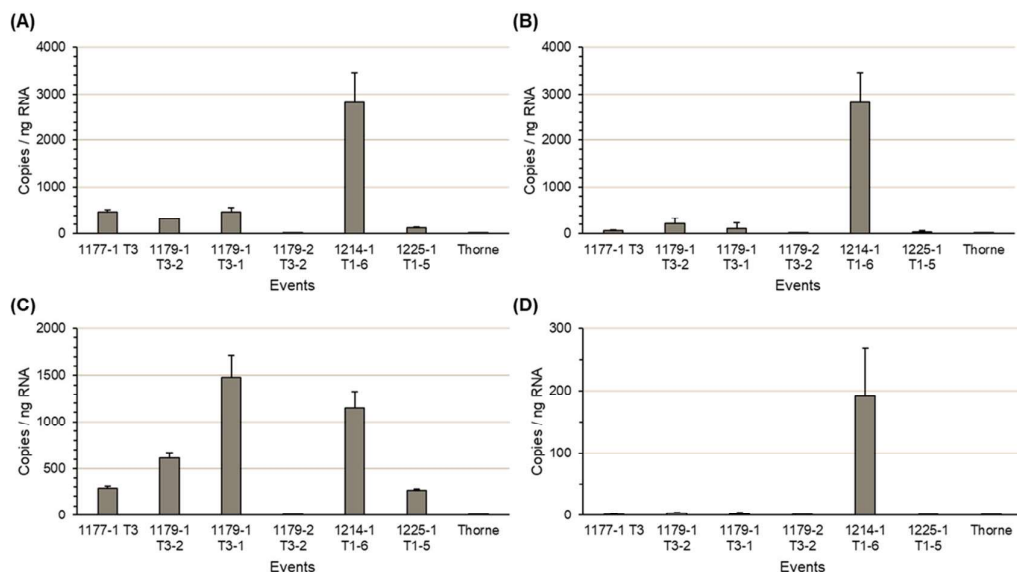 (A)
4000
3000
2000
1000
0
Copies / ng RNA
1177-1 T3 1179-1 1179-1 1179-2 1214-1 1225-1 Thorne
T3-2 T3-1 T3-2 T1-6 T1-5
Events
(B)
4000
3000
2000
1000
0
Copies / ng RNA
1177-1 T3 1179-1 1179-1 1179-2 1214-1 1225-1 Thorne
T3-2 T3-1 T3-2 T1-6 T1-5
Events
(C)
2000
1500
1000
500
0
Copies / ng RNA
1177-1 T3 1179-1 1179-1 1179-2 1214-1 1225-1 Thorne
T3-2 T3-1 T3-2 T1-6 T1-5
Events
(D)
300
200
100
0
Copies / ng RNA
1177-1 T3 1179-1 1179-1 1179-2 1214-1 1225-1 Thorne
T3-2 T3-1 T3-2 T1-6 T1-5
Events